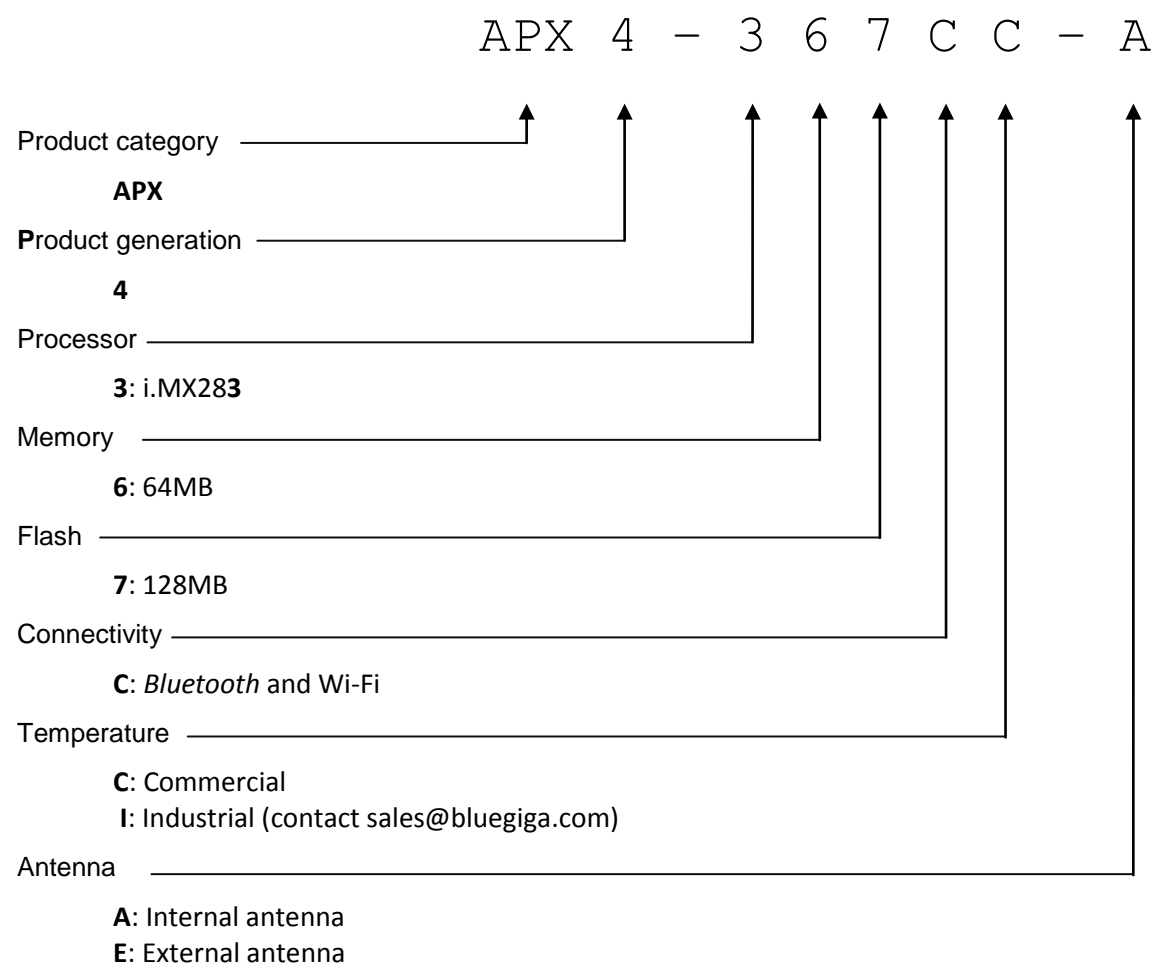 APX 4 – 3 6 7 C C – A
Product category
APX
Product generation
4
Processor
3: i.MX283
Memory
6: 64MB
Flash
7: 128MB
Connectivity
C: Bluetooth and Wi-Fi
Temperature
C: Commercial
I: Industrial (contact sales@bluegiga.com)
Antenna
A: Internal antenna
E: External antenna